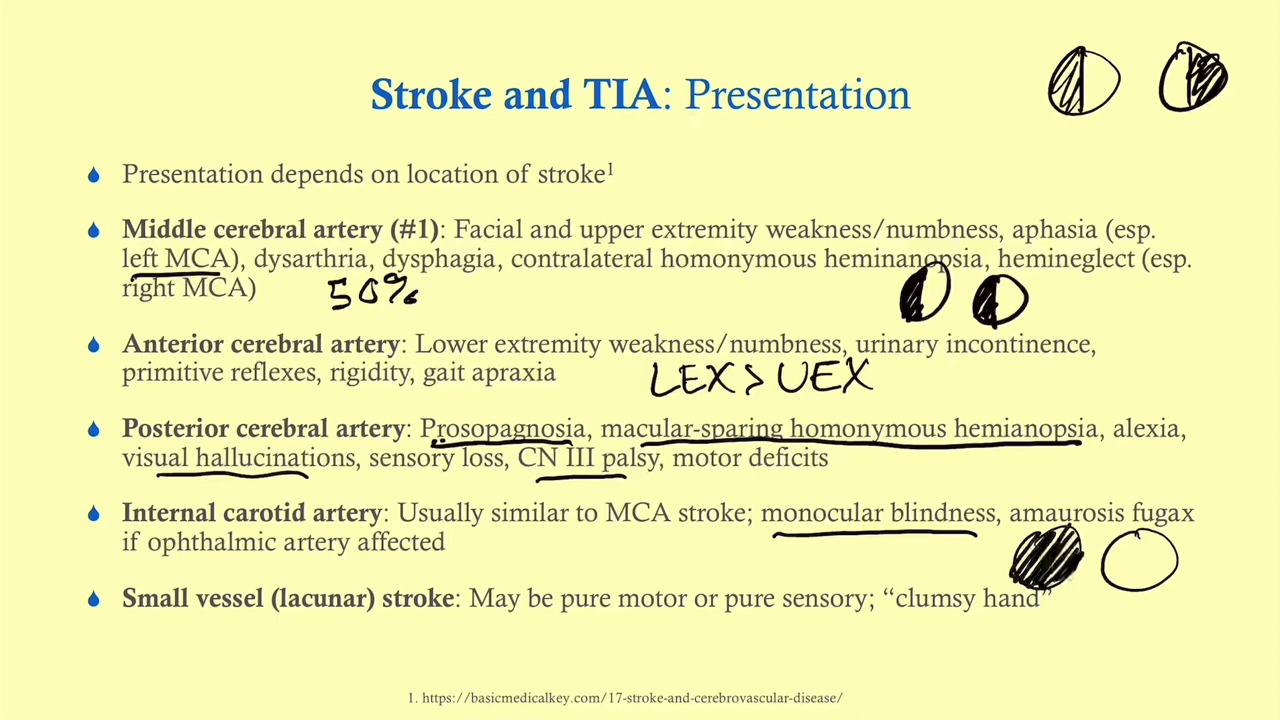 Stroke and TIA: Presentation
Presentation depends on location of stroke¹
Middle cerebral artery (#1): Facial and upper extremity weakness/numbness, aphasia (esp.
left MCA), dysarthria, dysphagia, contralateral homonymous heminanopsia, hemineglect (esp.
right MCA)
50%
Anterior cerebral artery: Lower extremity weakness/numbness, urinary incontinence,
primitive reflexes, rigidity, gait apraxia
LEX > UEX
Posterior cerebral artery: Prosopagnosia, macular-sparing homonymous hemianopsia, alexia,
visual hallucinations, sensory loss, CN III palsy, motor deficits
Internal carotid artery: Usually similar to MCA stroke; monocular blindness, amaurosis fugax
if ophthalmic artery affected
Small vessel (lacunar) stroke: May be pure motor or pure sensory; “clumsy hand”
1. https://basicmedicalkey.com/17-stroke-and-cerebrovascular-disease/